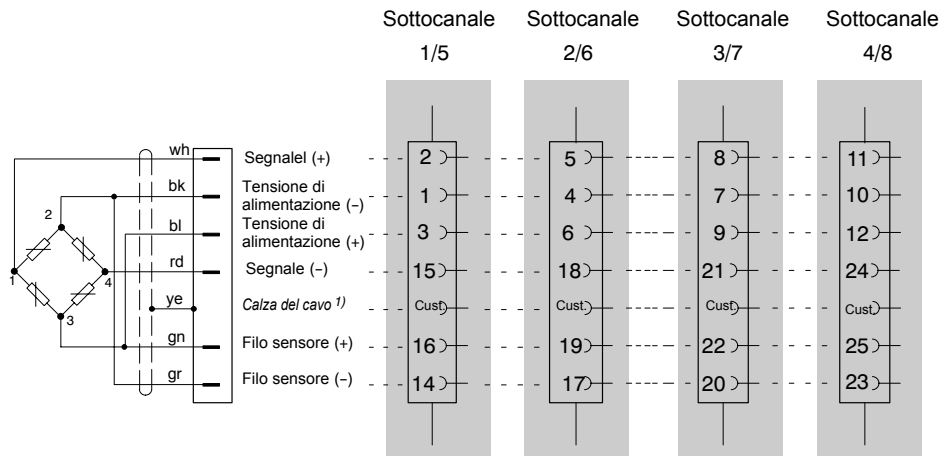 Sottocanale Sottocanale Sottocanale Sottocanale
1/5 2/6 3/7 4/8
wh Segnalel (+) 2 5 8 11
bk Tensione di alimentazione (–) 1 4 7 10
2
bl Tensione di alimentazione (+) 3 6 9 12
rd Segnale (–) 15 18 21 24
1 4
ye Calza del cavo 1) Cust. Cust. Cust. Cust.
3
gn Filo sensore (+) 16 19 22 25
gr Filo sensore (–) 14 17 20 23